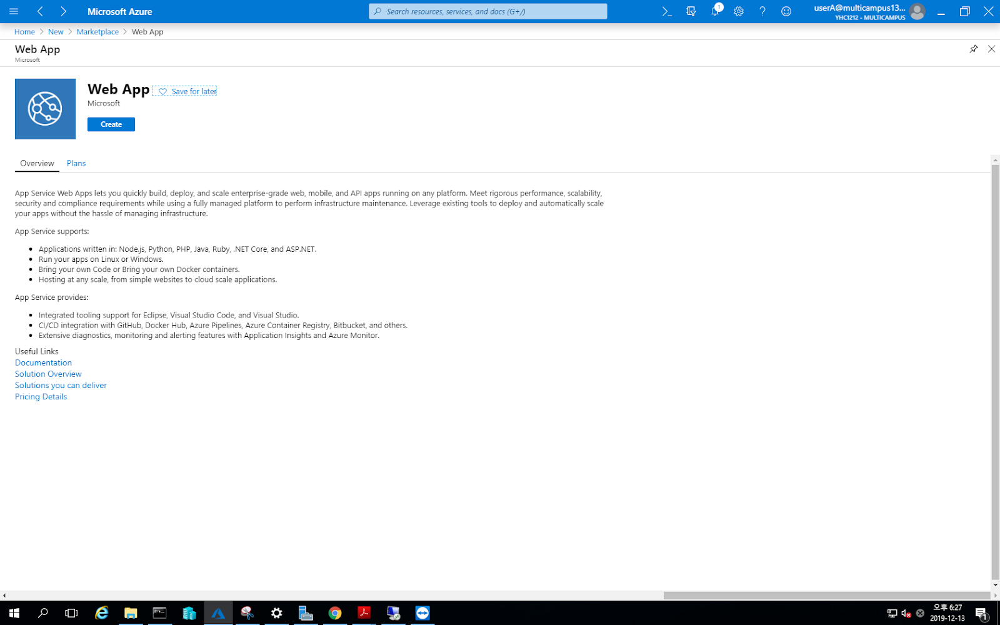 Microsoft Azure
Search resources, services, and docs (G+/)
1
userA@multicampus13...
YHC1212 - MULTICAMPUS
Home > New > Marketplace > Web App
Web App
Microsoft
Web App
Save for later
Microsoft
Create
Overview Plans
App Service Web Apps lets you quickly build, deploy, and scale enterprise-grade web, mobile, and API apps running on any platform. Meet rigorous performance, scalability,
security and compliance requirements while using a fully managed platform to perform infrastructure maintenance. Leverage existing tools to deploy and automatically scale
your apps without the hassle of managing infrastructure.
App Service supports:
Applications written in: Node.js, Python, PHP, Java, Ruby, .NET Core, and ASP.NET.
Run your apps on Linux or Windows.
Bring your own Code or Bring your own Docker containers.
Hosting at any scale, from simple websites to cloud scale applications.
App Service provides:
Integrated tooling support for Eclipse, Visual Studio Code, and Visual Studio.
CI/CD integration with GitHub, Docker Hub, Azure Pipelines, Azure Container Registry, Bitbucket, and others.
Extensive diagnostics, monitoring and alerting features with Application Insights and Azure Monitor.
Useful Links
Documentation
Solution Overview
Solutions you can deliver
Pricing Details
오후 6:27
2019-12-13
1